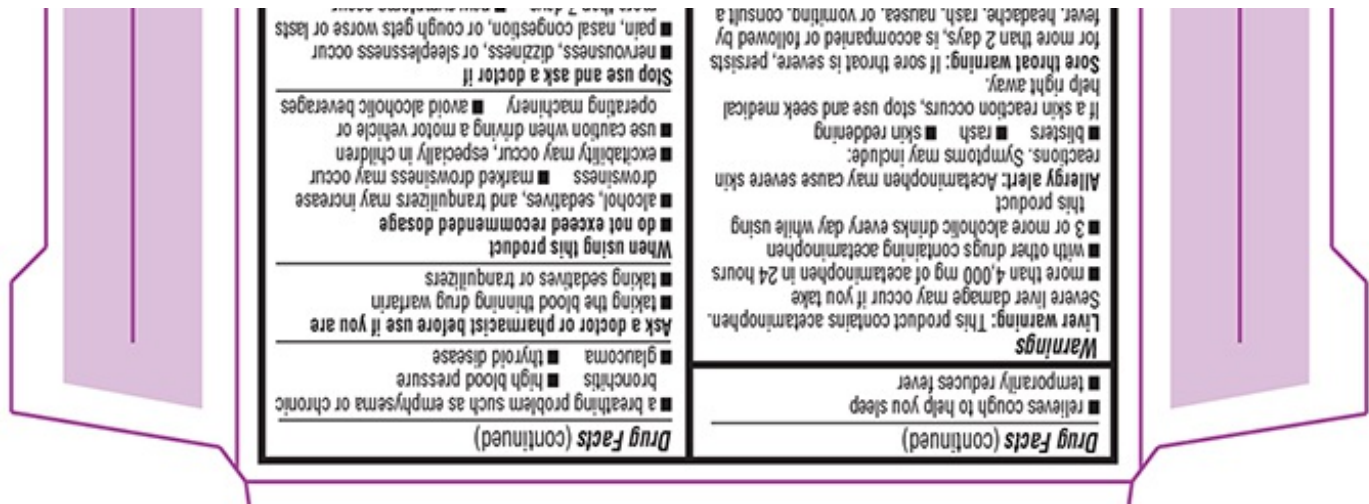 Drug Facts (continued)
■ relieves cough to help you sleep
■ temporarily reduces fever
Warnings
Liver warning: This product contains acetaminophen.
Severe liver damage may occur if you take
■ more than 4,000 mg of acetaminophen in 24 hours
■ with other drugs containing acetaminophen
■ 3 or more alcoholic drinks every day while using
this product
Allergy alert: Acetaminophen may cause severe skin
reactions. Symptoms may include:
■ blisters ■ rash ■ skin reddening
If a skin reaction occurs, stop use and seek medical
help right away.
Sore throat warning: If sore throat is severe, persists
for more than 2 days, is accompanied or followed by
fever, headache, rash, nausea, or vomiting, consult a
Drug Facts (continued)
■ a breathing problem such as emphysema or chronic
bronchitis ■ high blood pressure
■ glaucoma ■ thyroid disease
Ask a doctor or pharmacist before use if you are
■ taking the blood thinning drug warfarin
■ taking sedatives or tranquilizers
When using this product
■ do not exceed recommended dosage
■ alcohol, sedatives, and tranquilizers may increase
drowsiness ■ marked drowsiness may occur
■ excitability may occur, especially in children
■ use caution when driving a motor vehicle or
operating machinery ■ avoid alcoholic beverages
Stop use and ask a doctor if
■ nervousness, dizziness, or sleeplessness occur
■ pain, nasal congestion, or cough gets worse or lasts
more than 7 days ■ new symptoms occur